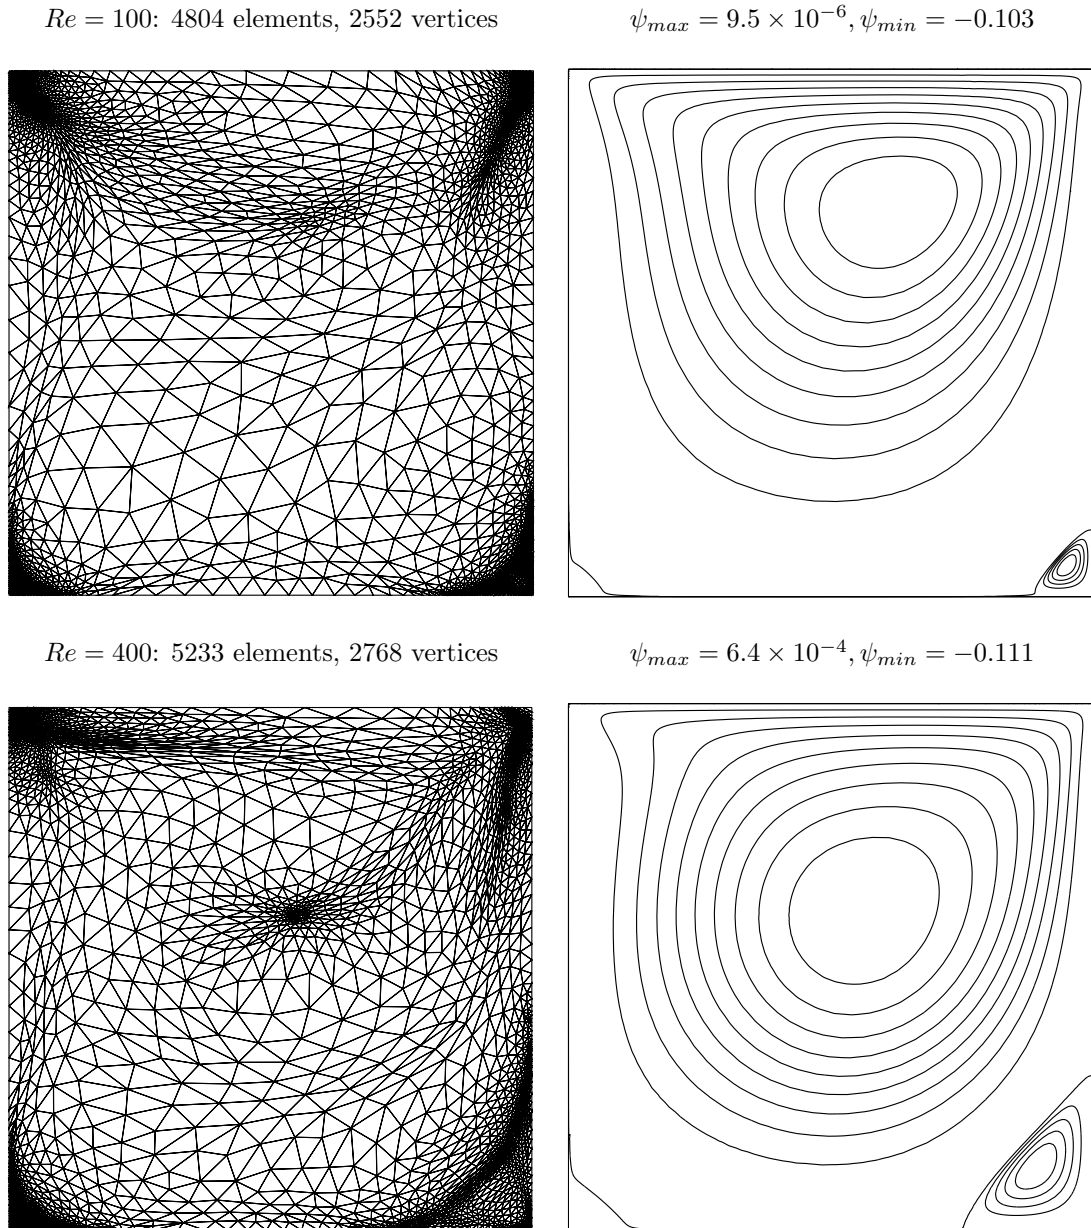 Re = 100: 4804 elements, 2552 vertices
ψmax = 9.5 × 10⁻⁶, ψmin = −0.103
Re = 400: 5233 elements, 2768 vertices
ψmax = 6.4 × 10⁻⁴, ψmin = −0.111